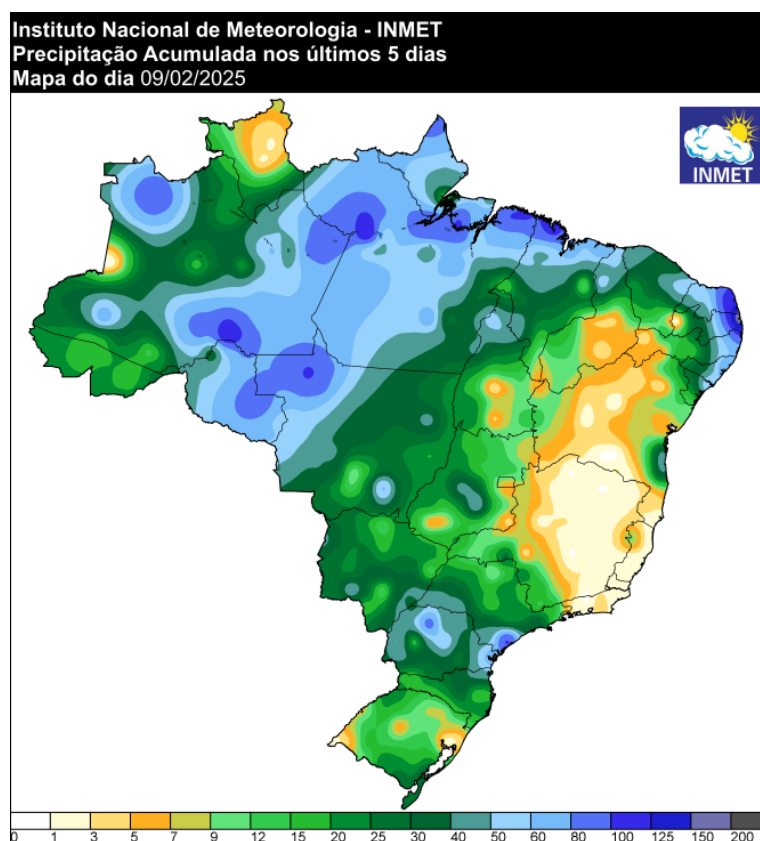 Instituto Nacional de Meteorologia - INMET
Precipitação Acumulada nos últimos 5 dias
Mapa do dia 09/02/2025
INMET
0 1 3 5 7 9 12 15 20 25 30 40 50 60 80 100 125 150 200